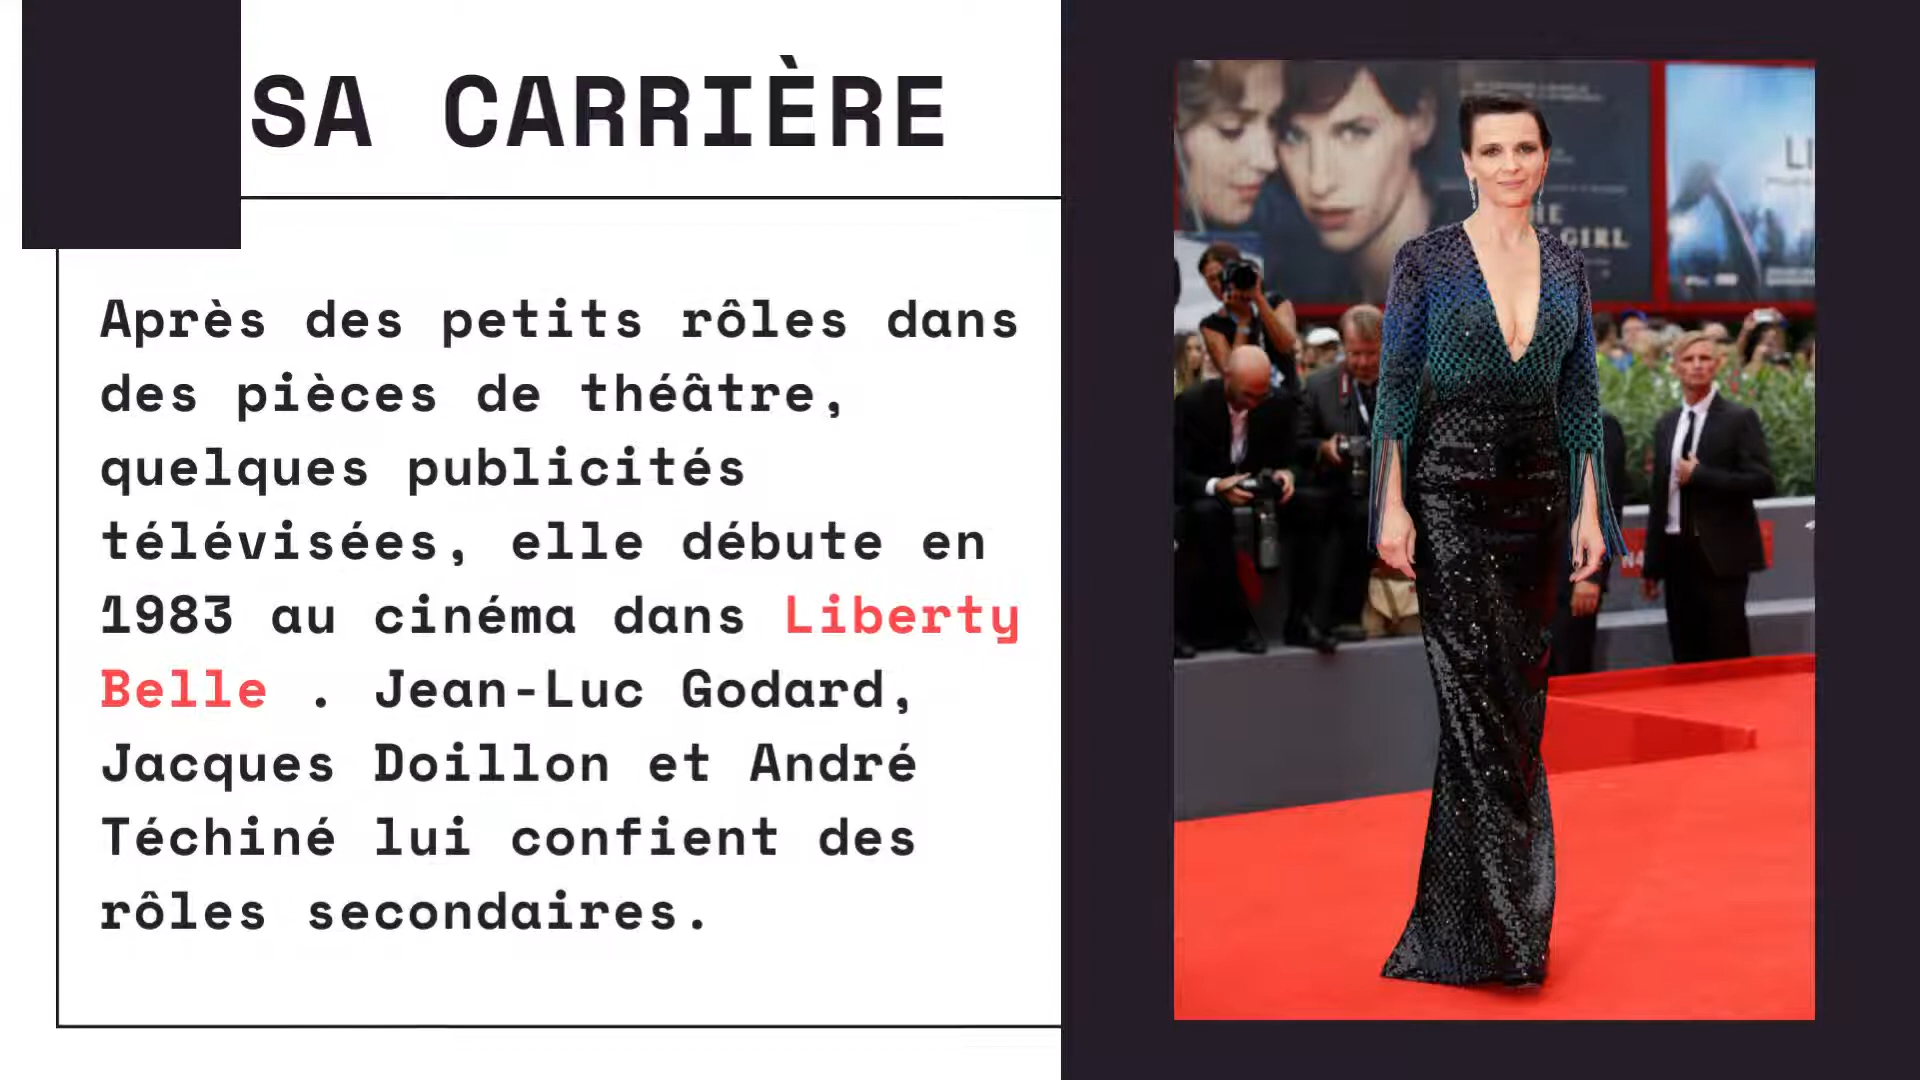 SA CARRIÈRE
Après des petits rôles dans
des pièces de théâtre,
quelques publicités
télévisées, elle débute en
1983 au cinéma dans Liberty
Belle . Jean-Luc Godard,
Jacques Doillon et André
Téchiné lui confient des
rôles secondaires.
GIRL